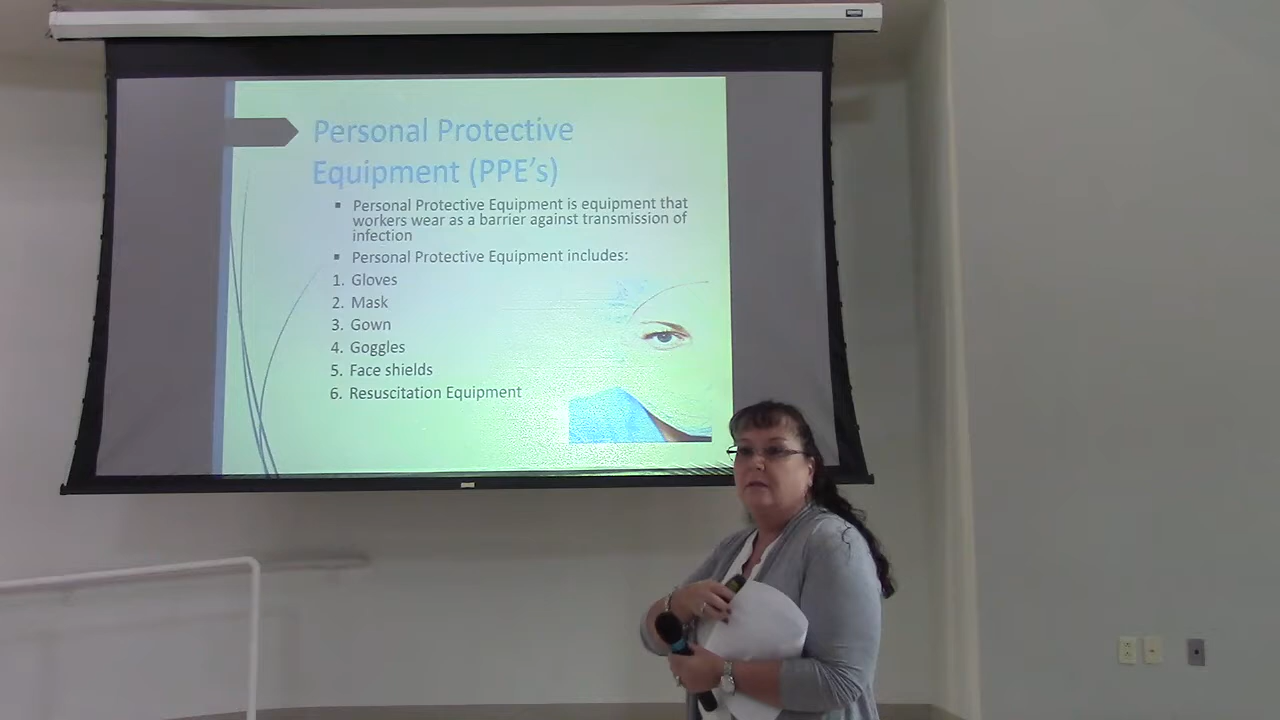 Personal Protective
Equipment (PPE’s)
▪ Personal Protective Equipment is equipment that
workers wear as a barrier against transmission of
infection
▪ Personal Protective Equipment includes:
1. Gloves
2. Mask
3. Gown
4. Goggles
5. Face shields
6. Resuscitation Equipment